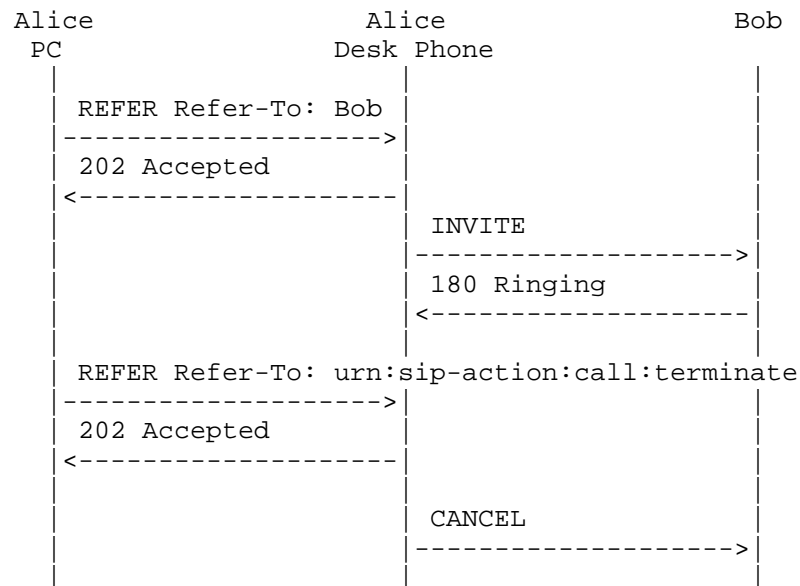 Alice Alice Bob
PC Desk Phone
REFER Refer-To: Bob
202 Accepted
INVITE
180 Ringing
REFER Refer-To: urn:sip-action:call:terminate
202 Accepted
CANCEL